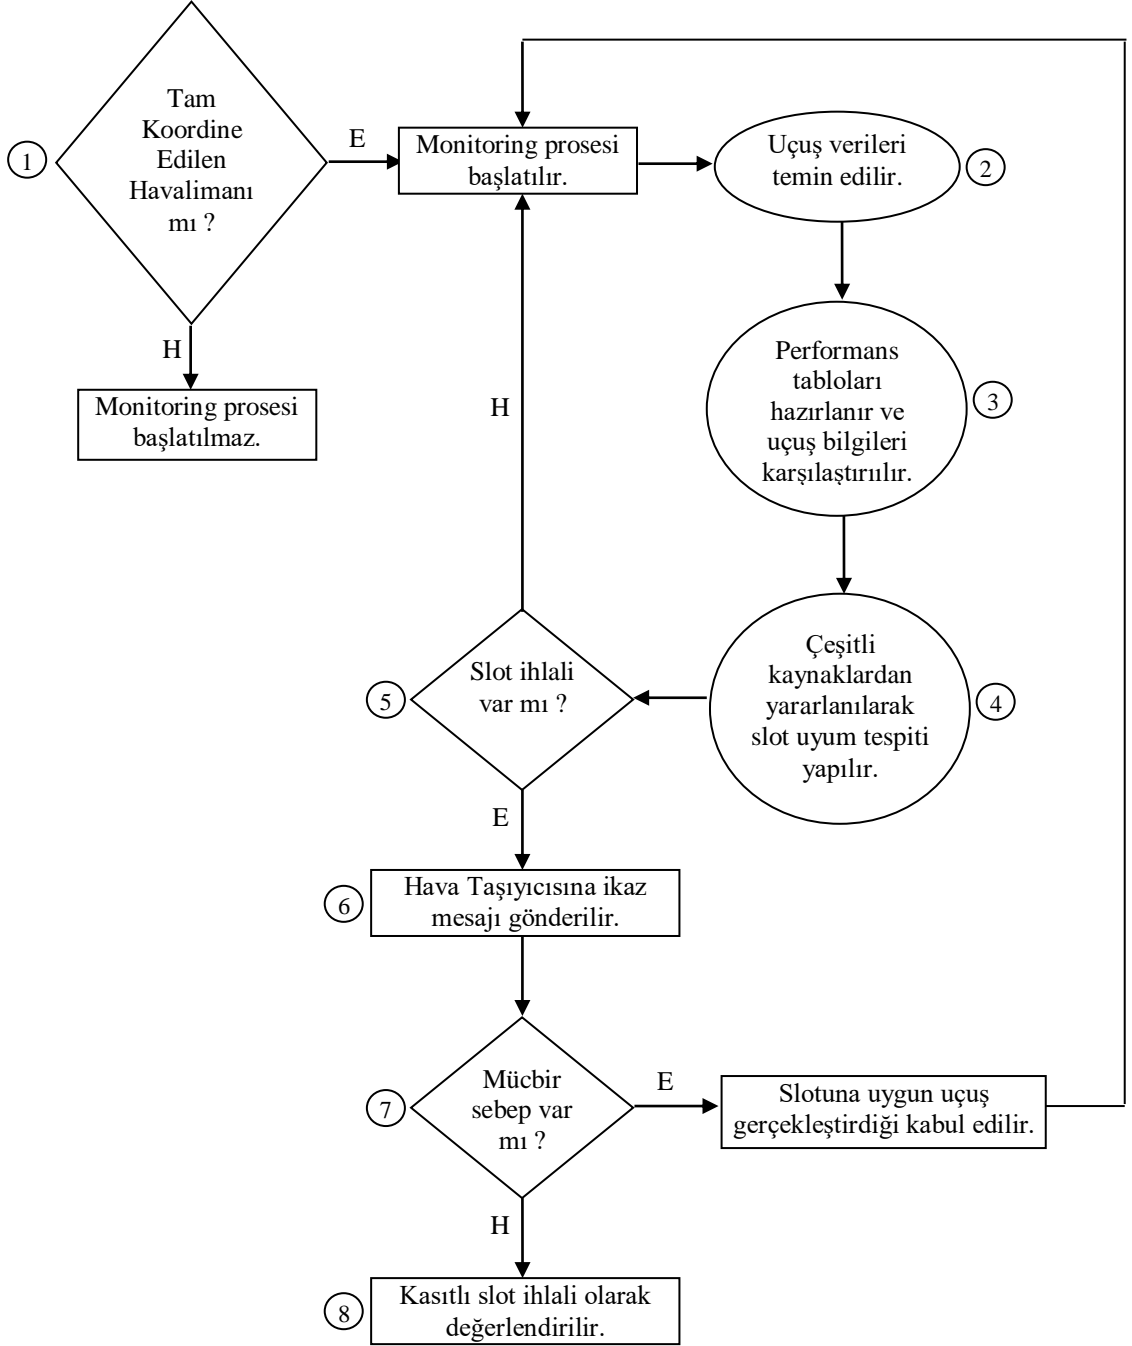 1
Tam
Koordine
Edilen
Havalimanı
mı ?
E
Monitoring prosesi
başlatılır.
Uçuş verileri
temin edilir.
2
H
Monitoring prosesi
başlatılmaz.
Performans
tabloları
hazırlanır ve
uçuş bilgileri
karşılaştırıılır.
3
H
Çeşitli
kaynaklardan
yararlanılarak
slot uyum tespiti
yapılır.
4
5
Slot ihlali
var mı ?
E
6
Hava Taşıyıcısına ikaz
mesajı gönderilir.
7
Mücbir
sebep var
mı ?
E
Slotuna uygun uçuş
gerçekleştirdiği kabul edilir.
H
8
Kasıtlı slot ihlali olarak
değerlendirilir.